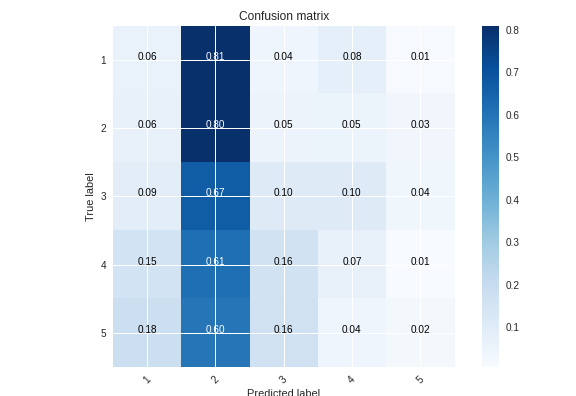 Confusion matrix
1 0.06 0.81 0.04 0.08 0.01
2 0.06 0.80 0.05 0.05 0.03
3 0.09 0.67 0.10 0.10 0.04
4 0.15 0.61 0.16 0.07 0.01
5 0.18 0.60 0.16 0.04 0.02
True label
1 2 3 4 5
Predicted label
0.8
0.7
0.6
0.5
0.4
0.3
0.2
0.1